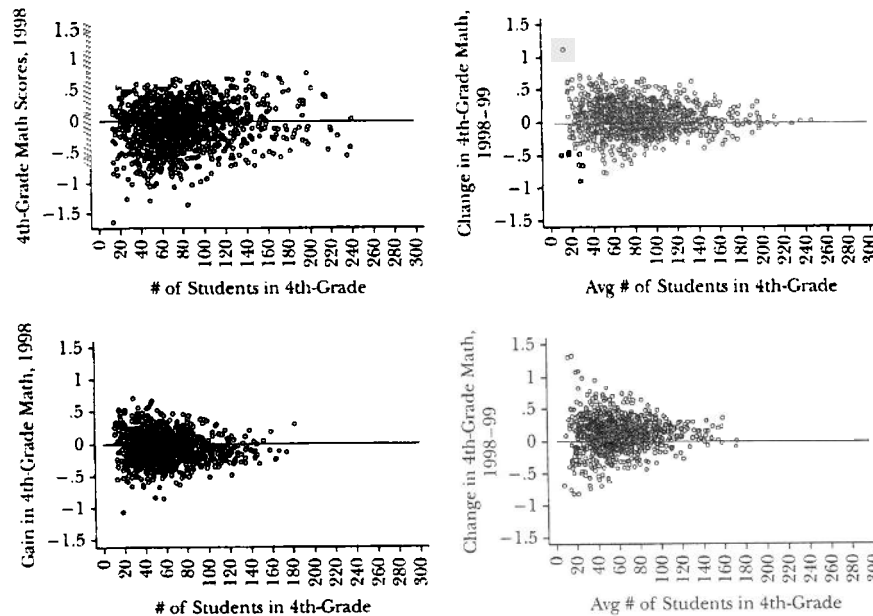 4th-Grade Math Scores, 1998
1.5
1
.5
0
−.5
−1
−1.5
0 20 40 60 80 100 120 140 160 180 200 220 240 260 280 300
# of Students in 4th-Grade
Change in 4th-Grade Math,
1998–99
1.5
1
.5
0
−.5
−1
−1.5
0 20 40 60 80 100 120 140 160 180 200 220 240 260 280 300
Avg # of Students in 4th-Grade
Gain in 4th-Grade Math, 1998
1.5
1
.5
0
−.5
−1
−1.5
0 20 40 60 80 100 120 140 160 180 200 220 240 260 280 300
# of Students in 4th-Grade
Change in 4th-Grade Math,
1998–99
1.5
1
.5
0
−.5
−1
−1.5
0 20 40 60 80 100 120 140 160 180 200 220 240 260 280 300
Avg # of Students in 4th-Grade